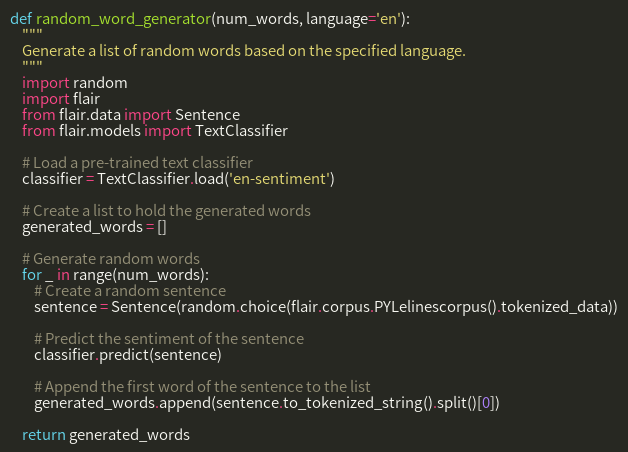 def random_word_generator(num_words, language='en'):
"""
Generate a list of random words based on the specified language.
"""
import random
import flair
from flair.data import Sentence
from flair.models import TextClassifier
# Load a pre-trained text classifier
classifier = TextClassifier.load('en-sentiment')
# Create a list to hold the generated words
generated_words = []
# Generate random words
for _ in range(num_words):
# Create a random sentence
sentence = Sentence(random.choice(flair.corpus.PYLelinescorpus().tokenized_data))
# Predict the sentiment of the sentence
classifier.predict(sentence)
# Append the first word of the sentence to the list
generated_words.append(sentence.to_tokenized_string().split()[0])
return generated_words